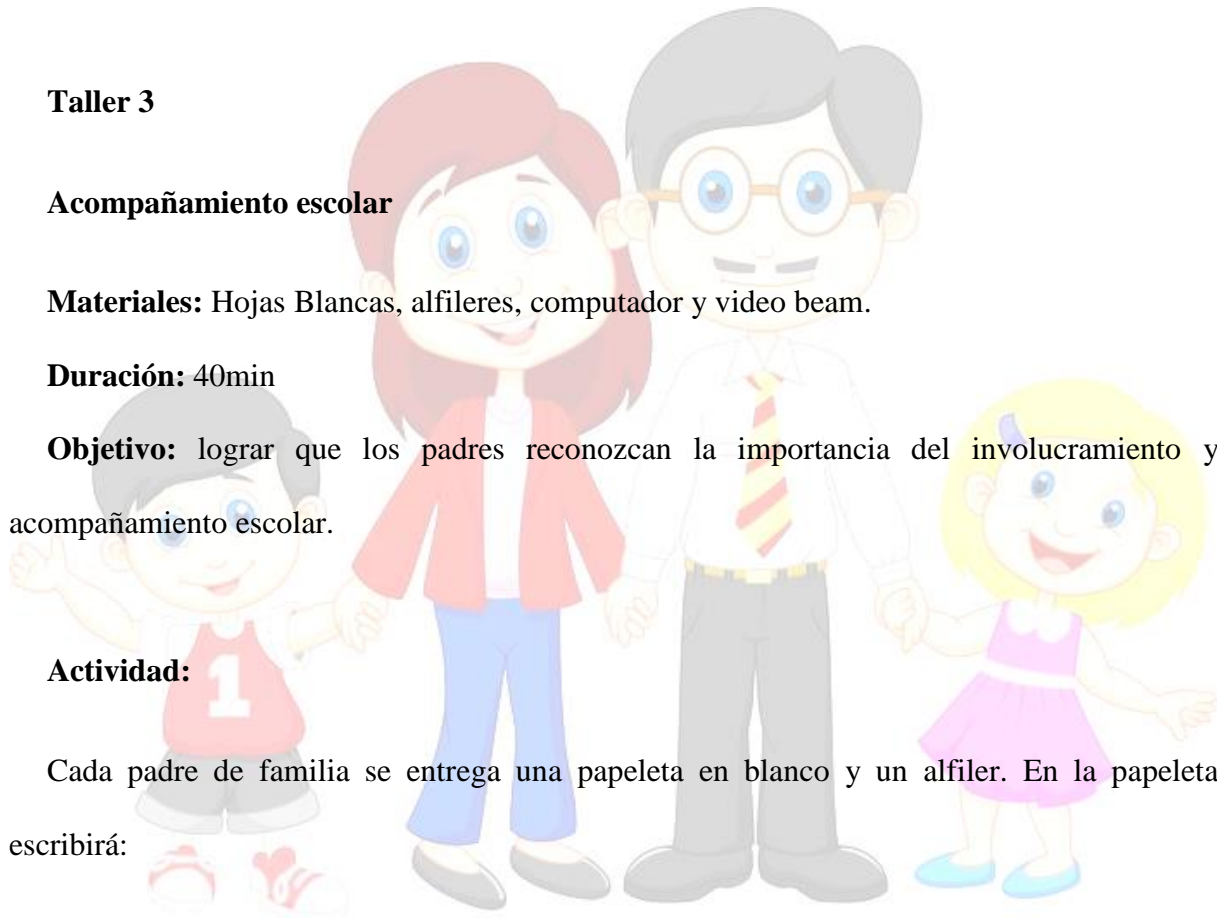 Taller 3
Acompañamiento escolar
Materiales: Hojas Blancas, alfileres, computador y video beam.
Duración: 40min
Objetivo: lograr que los padres reconozcan la importancia del involucramiento y
acompañamiento escolar.
Actividad:
1
Cada padre de familia se entrega una papeleta en blanco y un alfiler. En la papeleta
escribirá: